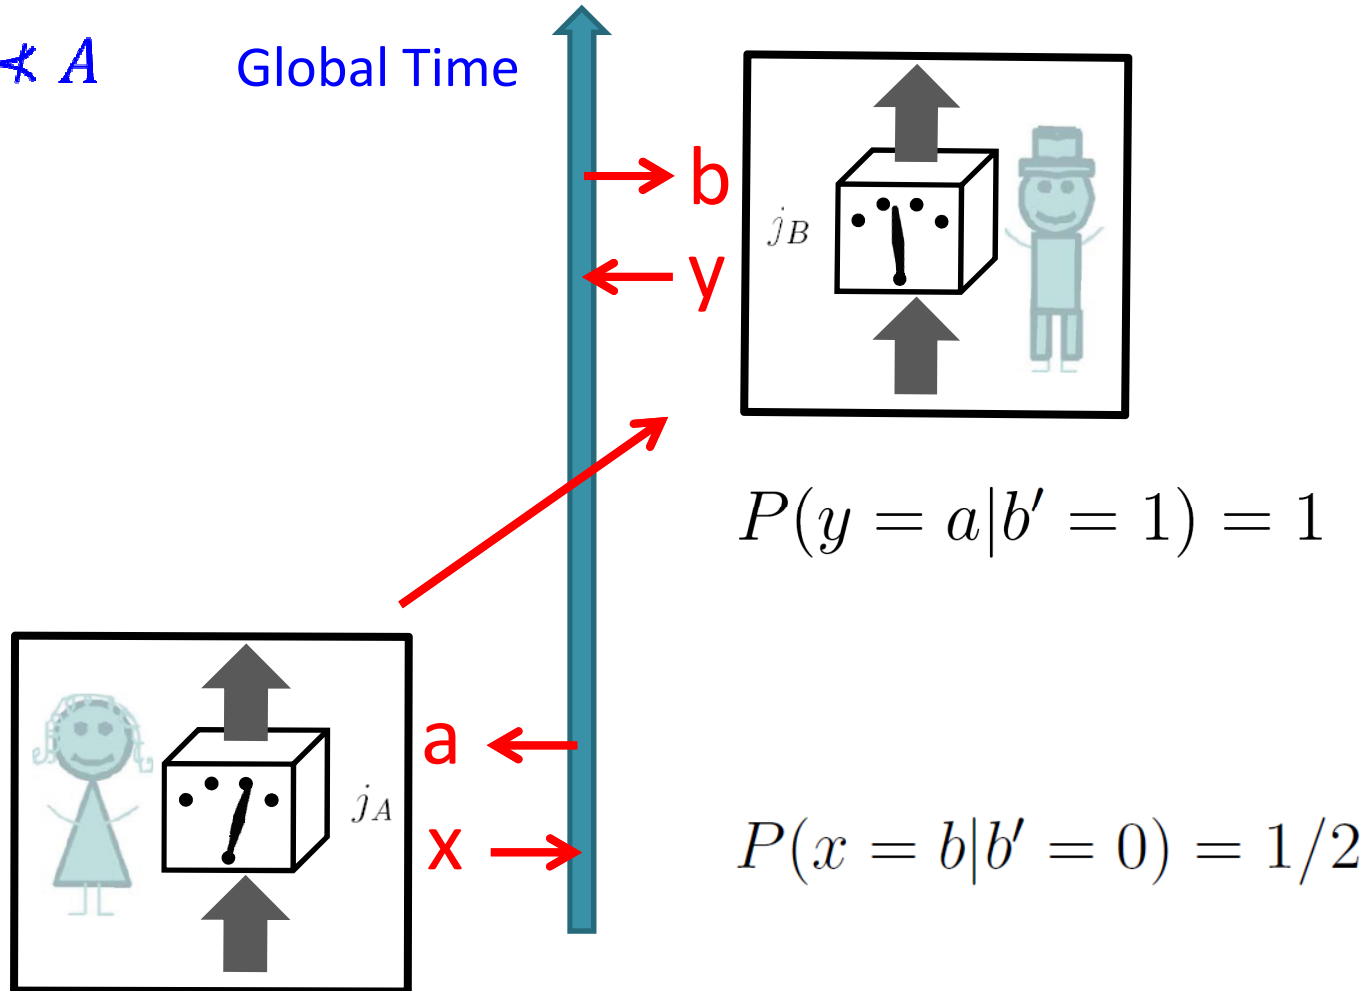 ⊀ A
Global Time
b
j_B
y
P(y = a|b′ = 1) = 1
a
j_A
x
P(x = b|b′ = 0) = 1/2